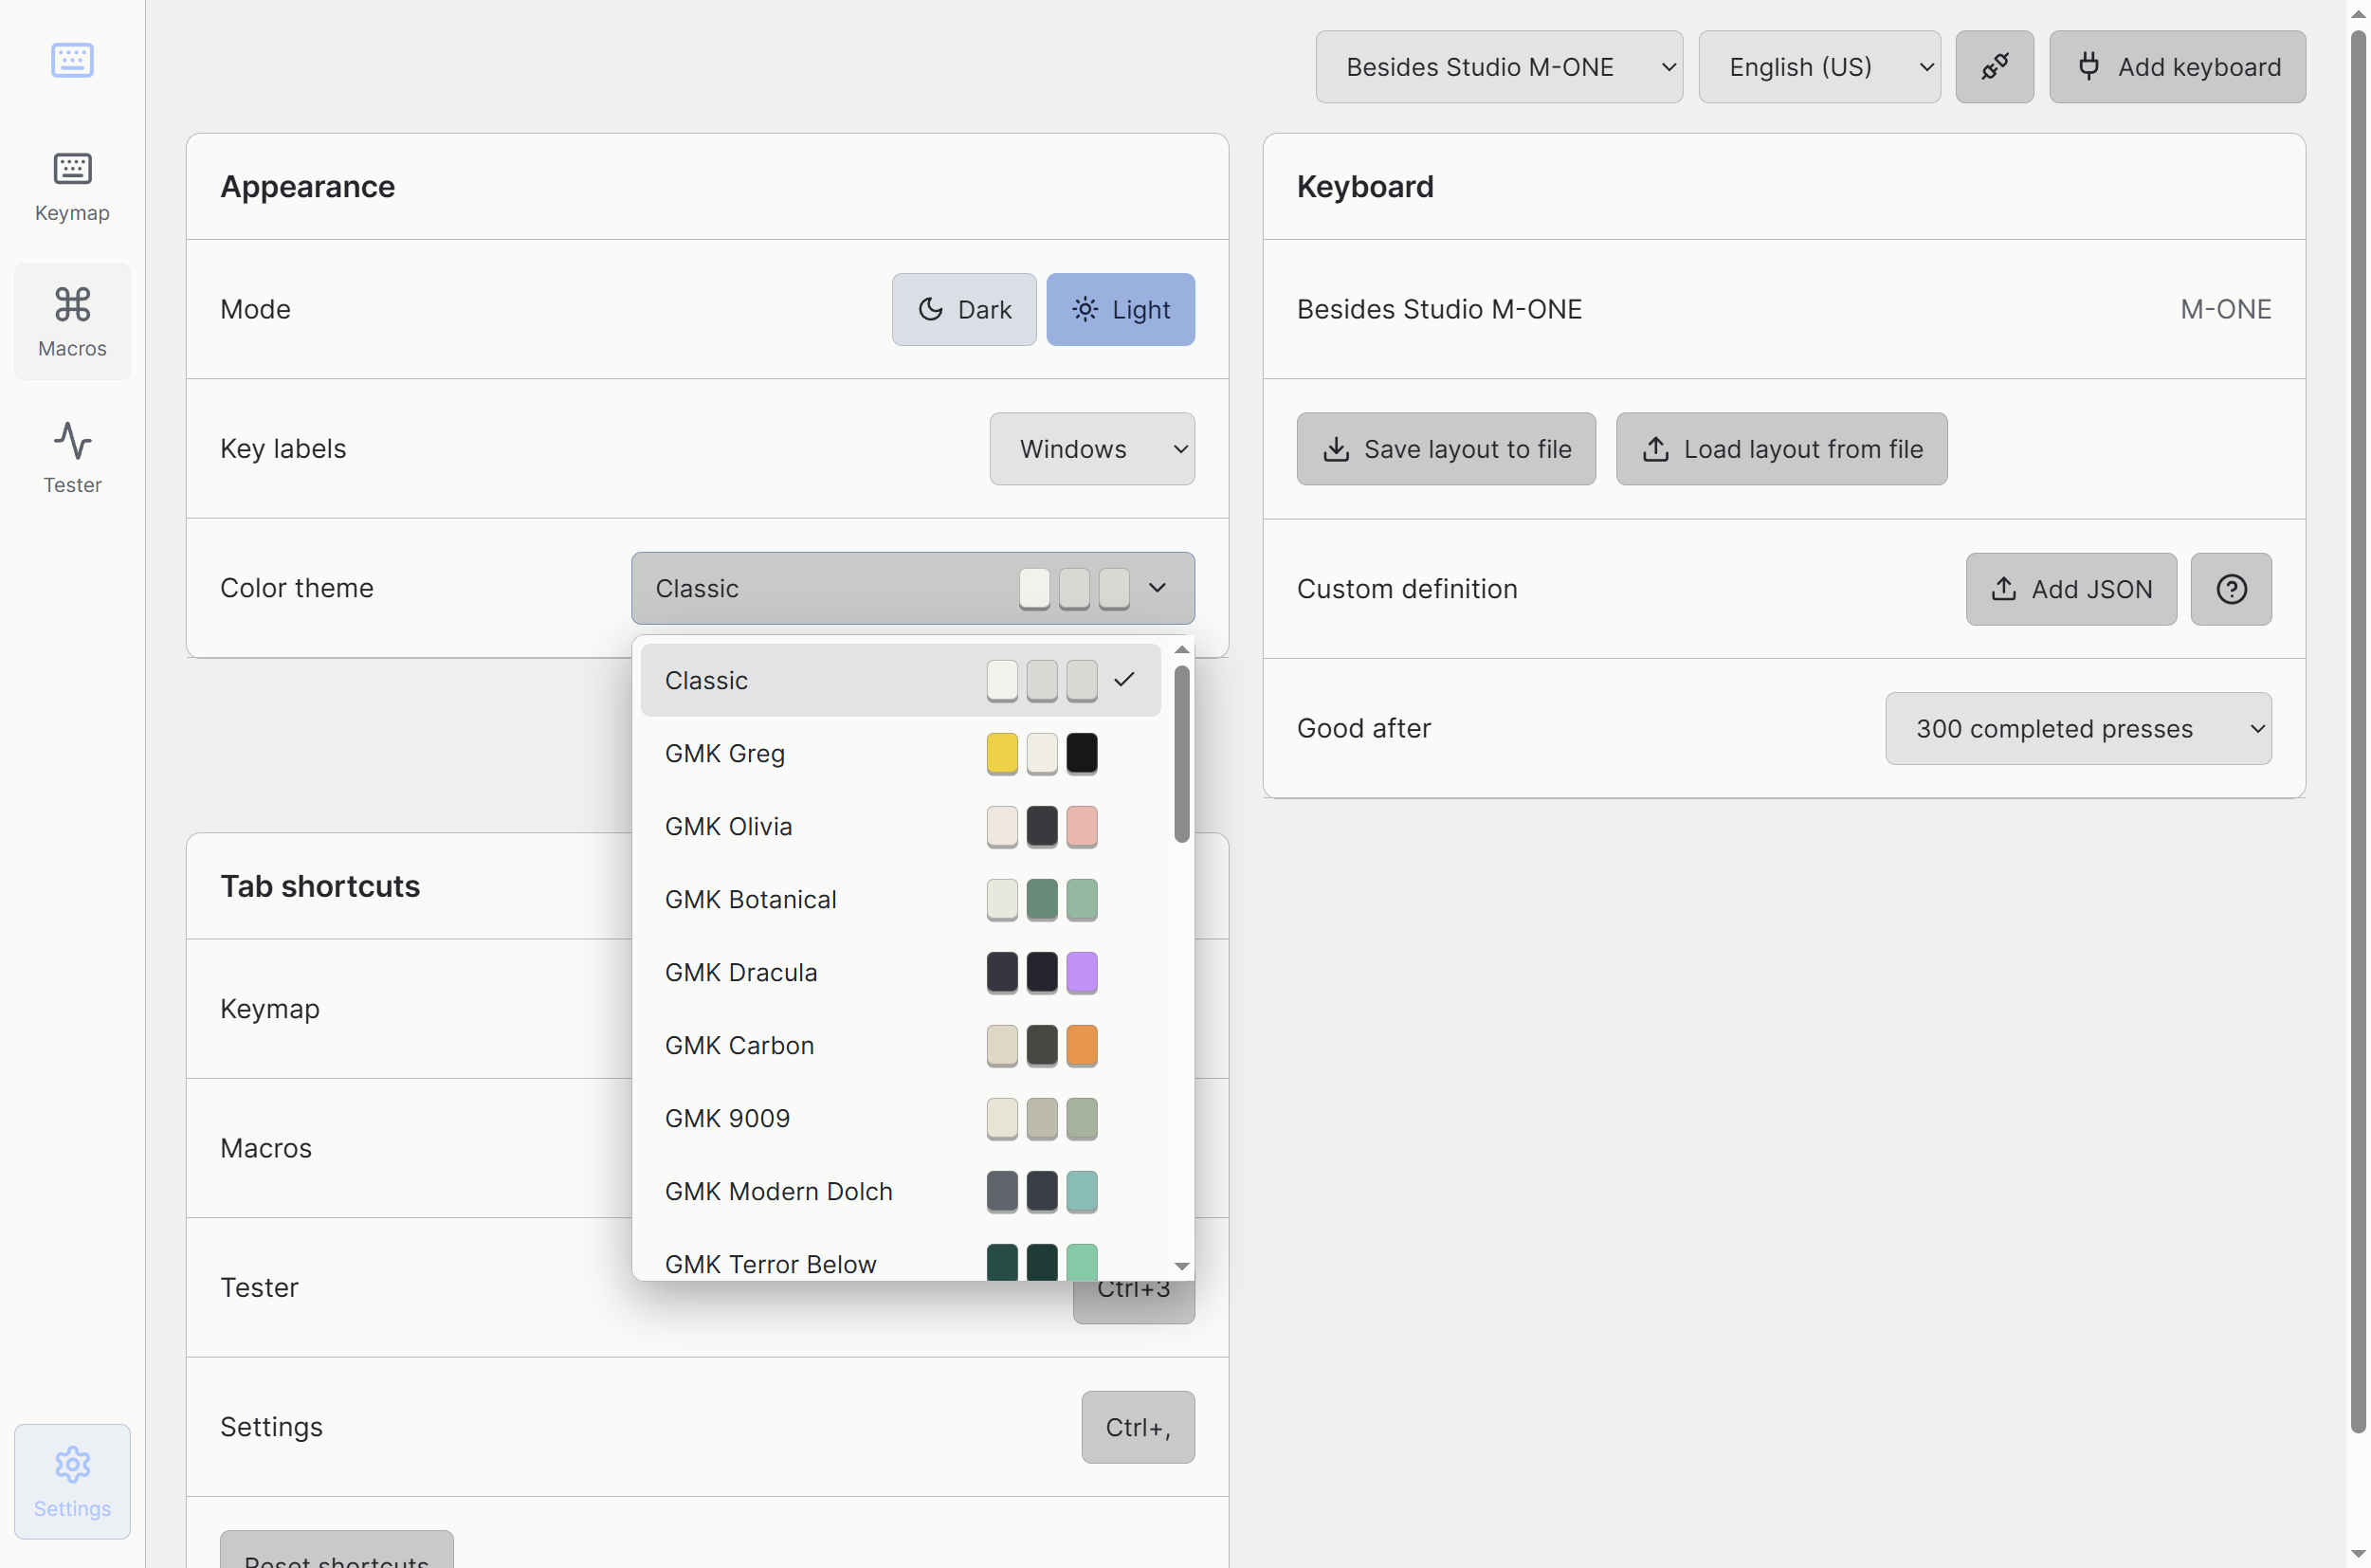 Besides Studio M-ONE
English (US)
Add keyboard
Keymap
Macros
Tester
Settings
Appearance
Mode
Dark
Light
Key labels
Windows
Color theme
Classic
Classic
GMK Greg
GMK Olivia
GMK Botanical
GMK Dracula
GMK Carbon
GMK 9009
GMK Modern Dolch
GMK Terror Below
Keyboard
Besides Studio M-ONE
M-ONE
Save layout to file
Load layout from file
Custom definition
Add JSON
Good after
300 completed presses
Tab shortcuts
Keymap
Macros
Tester
Ctrl+3
Settings
Ctrl+,
Reset shortcuts